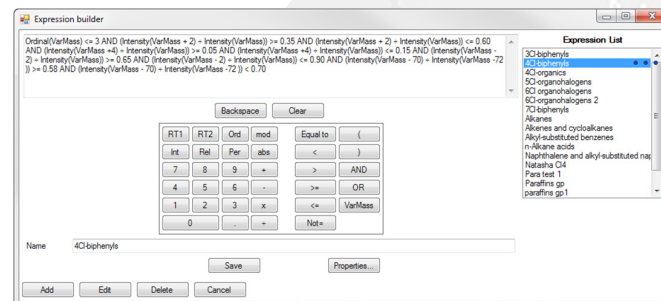 Expression builder
Ordinal(VarMass) <= 3 AND (Intensity(VarMass + 2) ÷ Intensity(VarMass)) >= 0.35 AND (Intensity(VarMass + 2) ÷ Intensity(VarMass)) <= 0.60
AND (Intensity(VarMass +4) ÷ Intensity(VarMass)) >= 0.05 AND (Intensity(VarMass +4) ÷ Intensity(VarMass)) <= 0.15 AND (Intensity(VarMass -
2) ÷ Intensity(VarMass)) >= 0.65 AND (Intensity(VarMass - 2) ÷ Intensity(VarMass)) <= 0.90 AND (Intensity(VarMass - 70) ÷ Intensity(VarMass -72
)) >= 0.58 AND (Intensity(VarMass - 70) ÷ Intensity(VarMass -72 )) < 0.70
Backspace Clear
RT1 RT2 Ord mod Equal to (
Int Rel Per abs < )
7 8 9 + > AND
4 5 6 - >= OR
1 2 3 x <= VarMass
0 . ÷ Not=
Name 4Cl-biphenyls
Save Properties...
Add Edit Delete Cancel
Expression List
3Cl-biphenyls
4Cl-biphenyls
4Cl-organics
5Cl-organohalogens
6Cl organohalogens
6Cl-organohalogens 2
7Cl-biphenyls
Alkanes
Alkenes and cycloalkanes
Alkyl-substituted benzenes
n-Alkane acids
Naphthalene and alkyl-substituted nap
Natasha Cl4
Para test 1
Paraffins gp
paraffins gp1